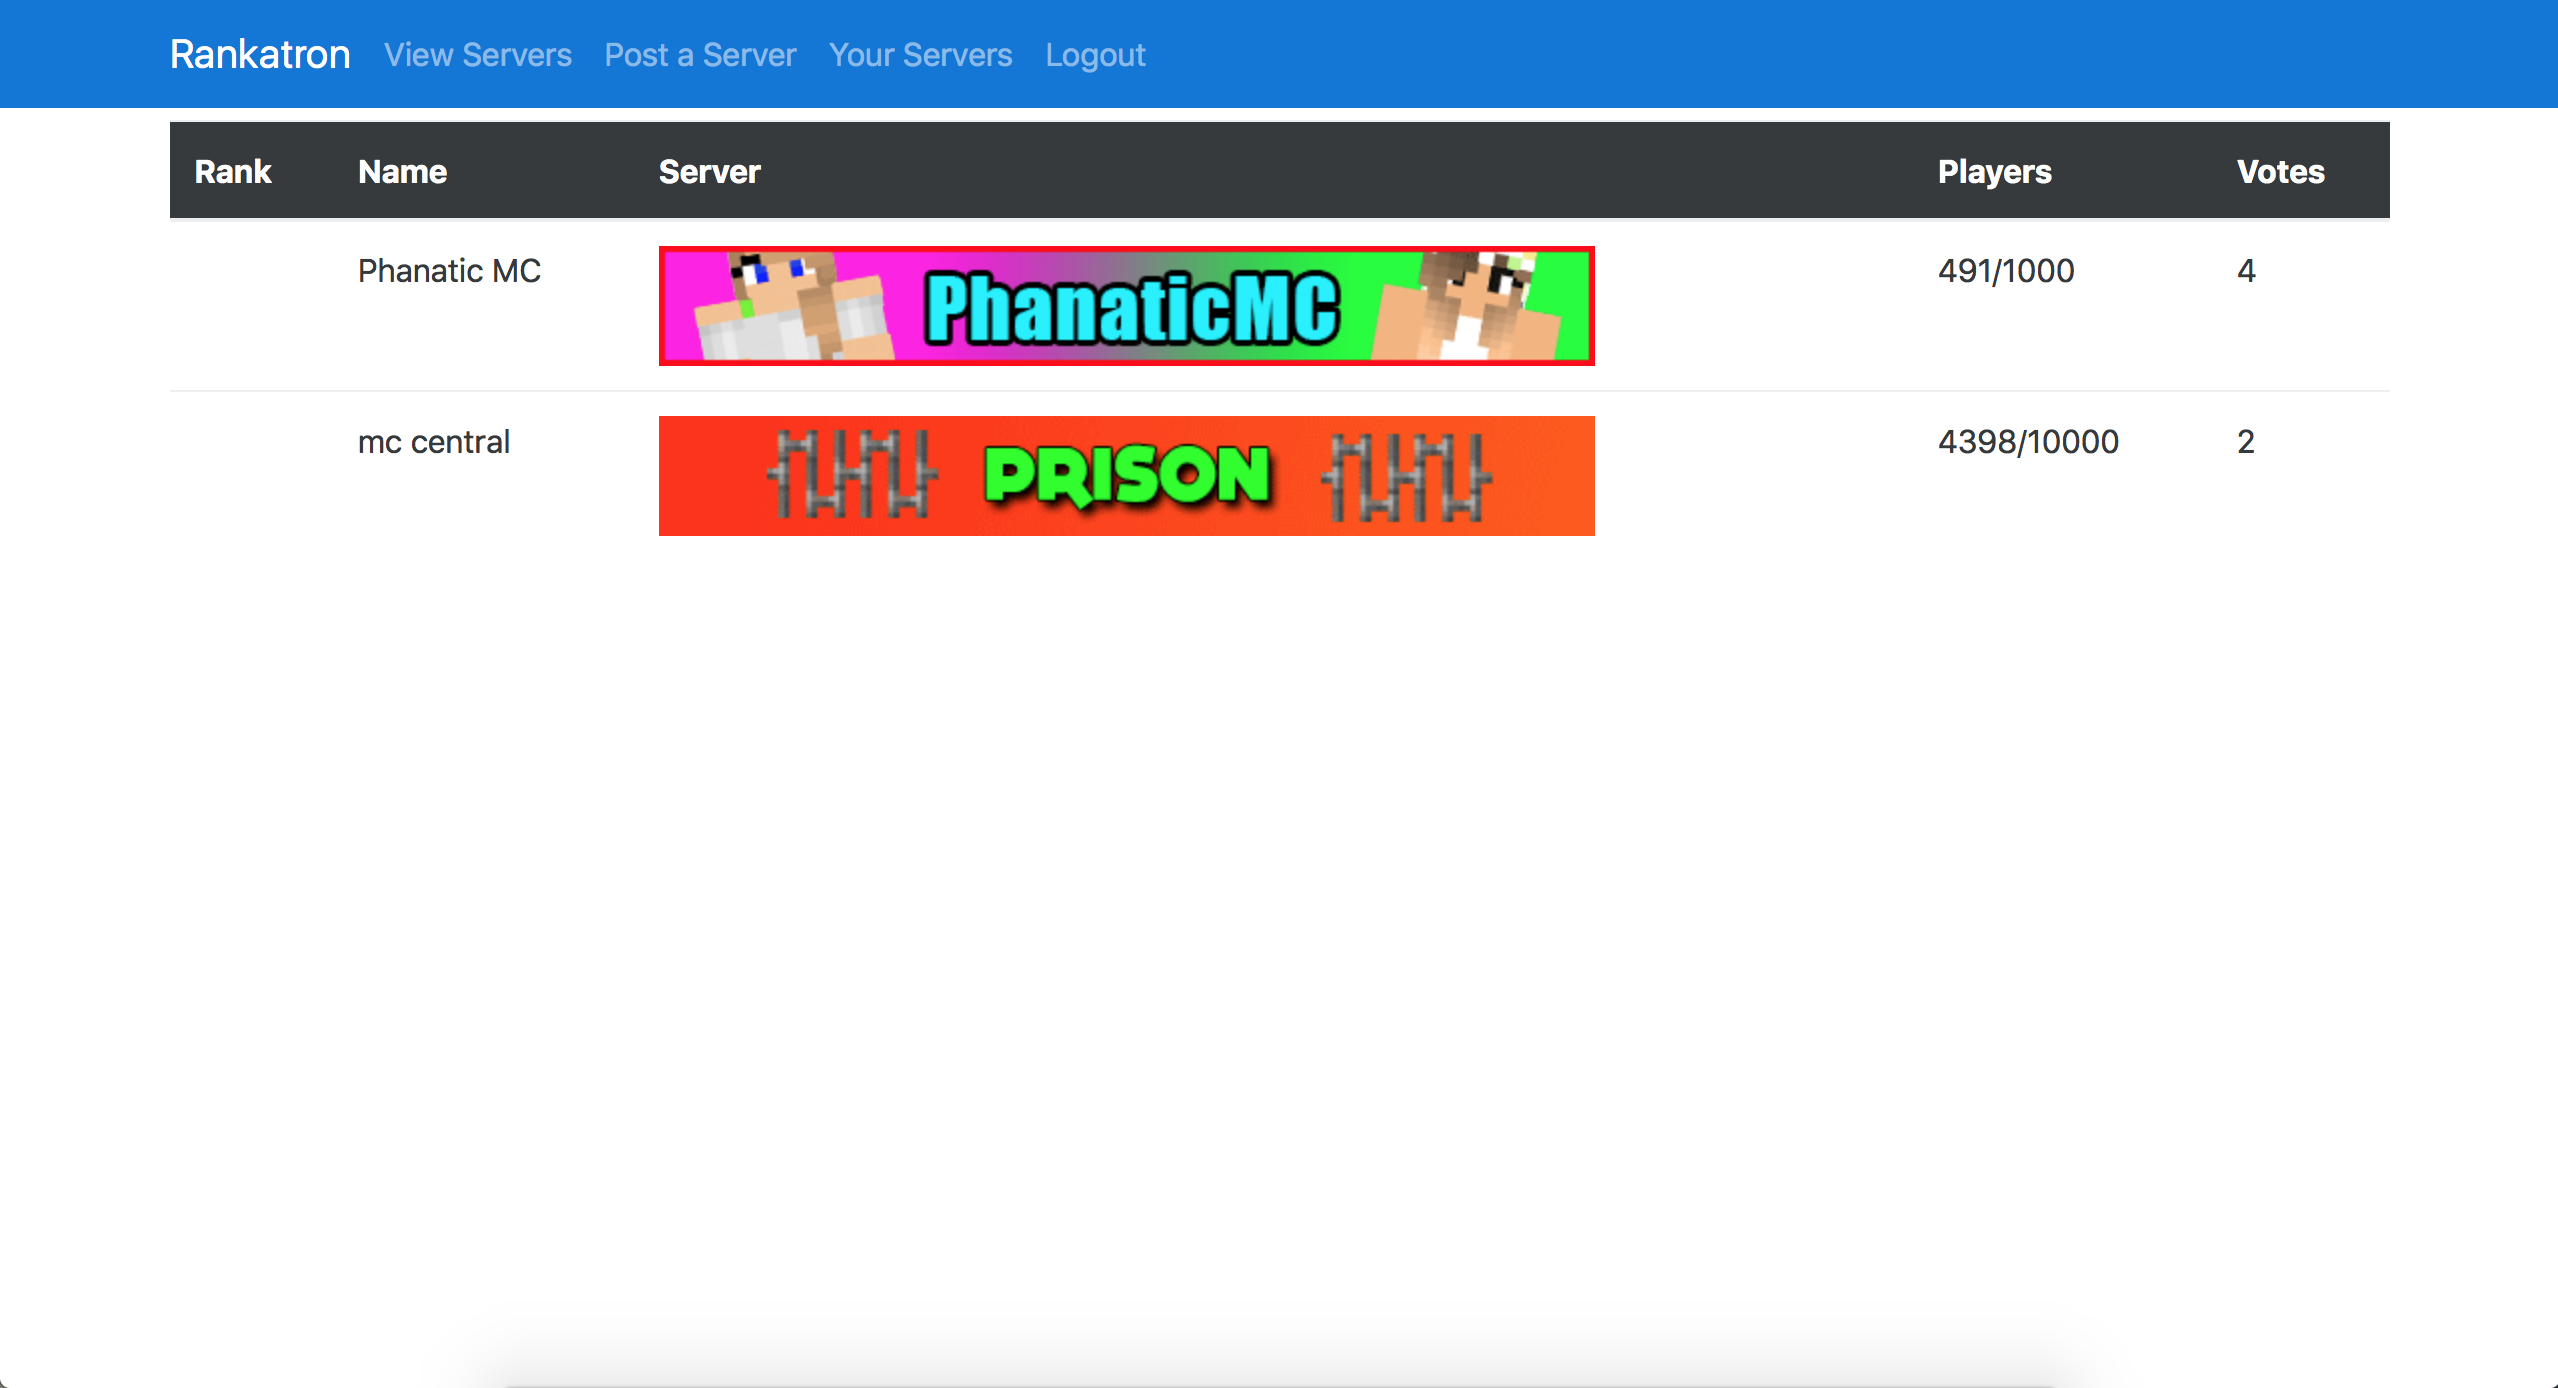 Rankatron View Servers Post a Server Your Servers Logout
Rank Name Server Players Votes
Phanatic MC PhanaticMC 491/1000 4
mc central PRISON 4398/10000 2